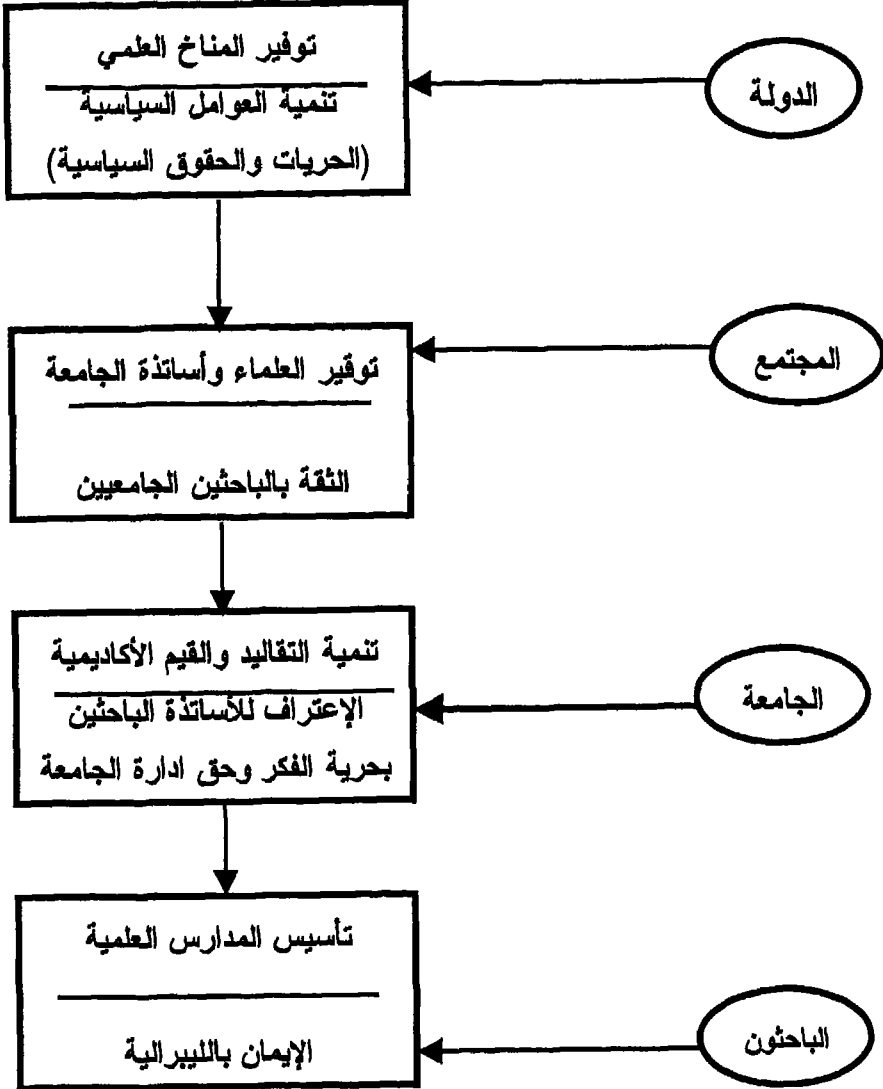 توفير المناخ العلمي
تنمية العوامل السياسية
(الحريات والحقوق السياسية)
الدولة
توقير العلماء وأساتذة الجامعة
الثقة بالباحثين الجامعيين
المجتمع
تنمية التقاليد والقيم الأكاديمية
الإعتراف للأساتذة الباحثين
بحرية الفكر وحق ادارة الجامعة
الجامعة
تأسيس المدارس العلمية
الإيمان بالليبرالية
الباحثون